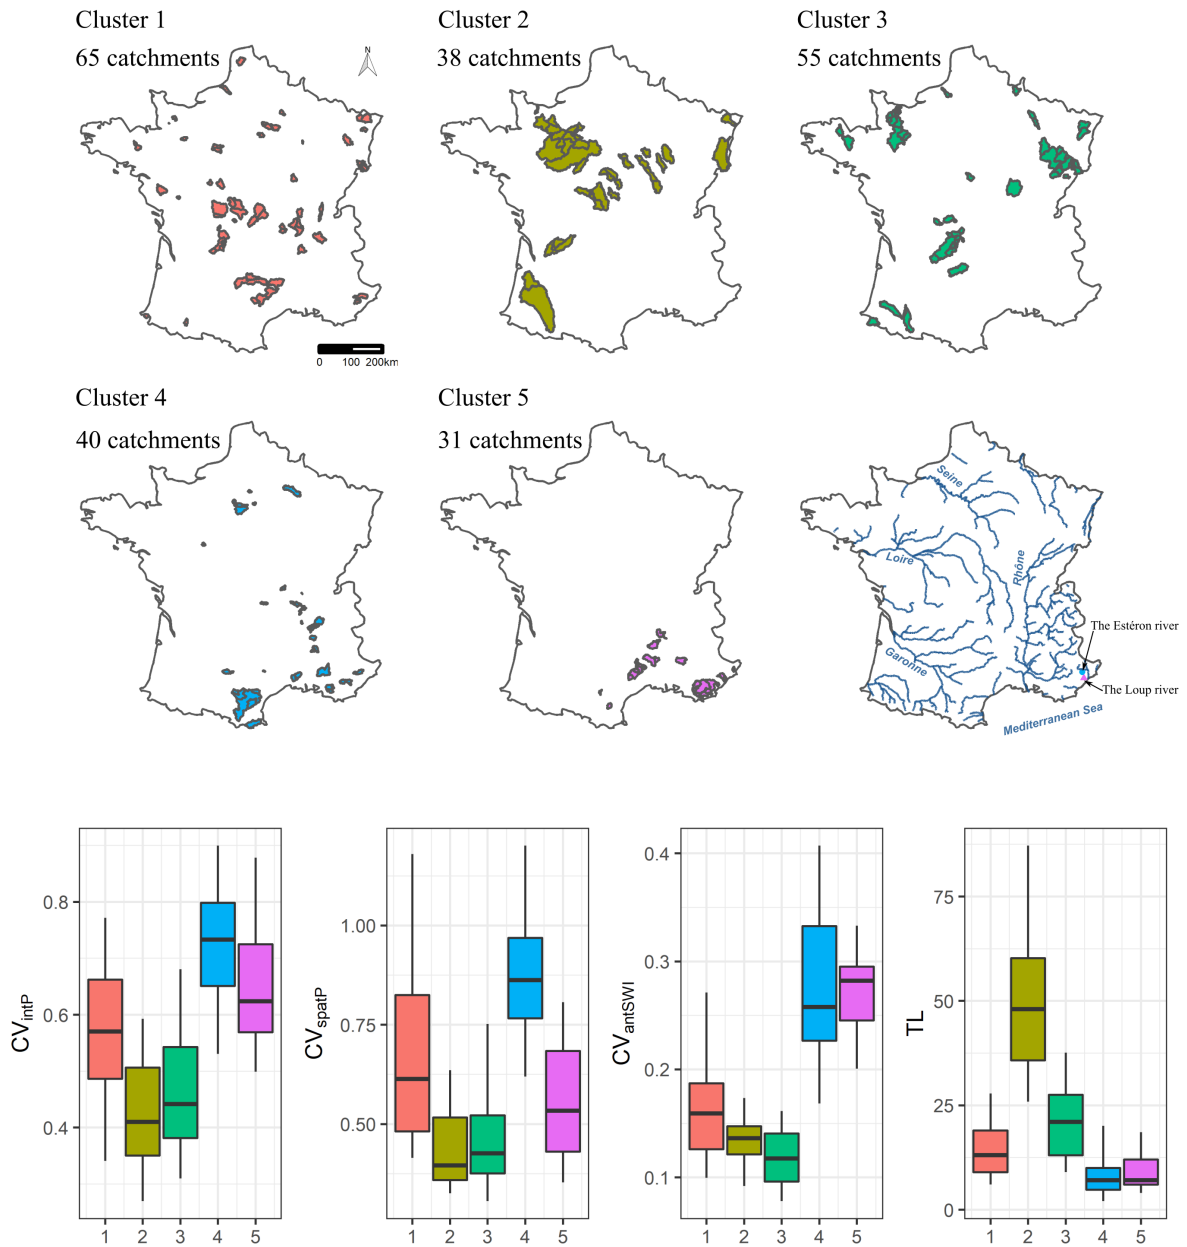 Cluster 1
65 catchments
N
0 100 200km
Cluster 2
38 catchments
Cluster 3
55 catchments
Cluster 4
40 catchments
Cluster 5
31 catchments
Seine
Loire
Rhône
Garonne
The Estéron river
The Loup river
Mediterranean Sea
CVintP
0.8
0.6
0.4
1 2 3 4 5
CVspatP
1.00
0.75
0.50
1 2 3 4 5
CVantSWI
0.4
0.3
0.2
0.1
1 2 3 4 5
TL
75
50
25
0
1 2 3 4 5